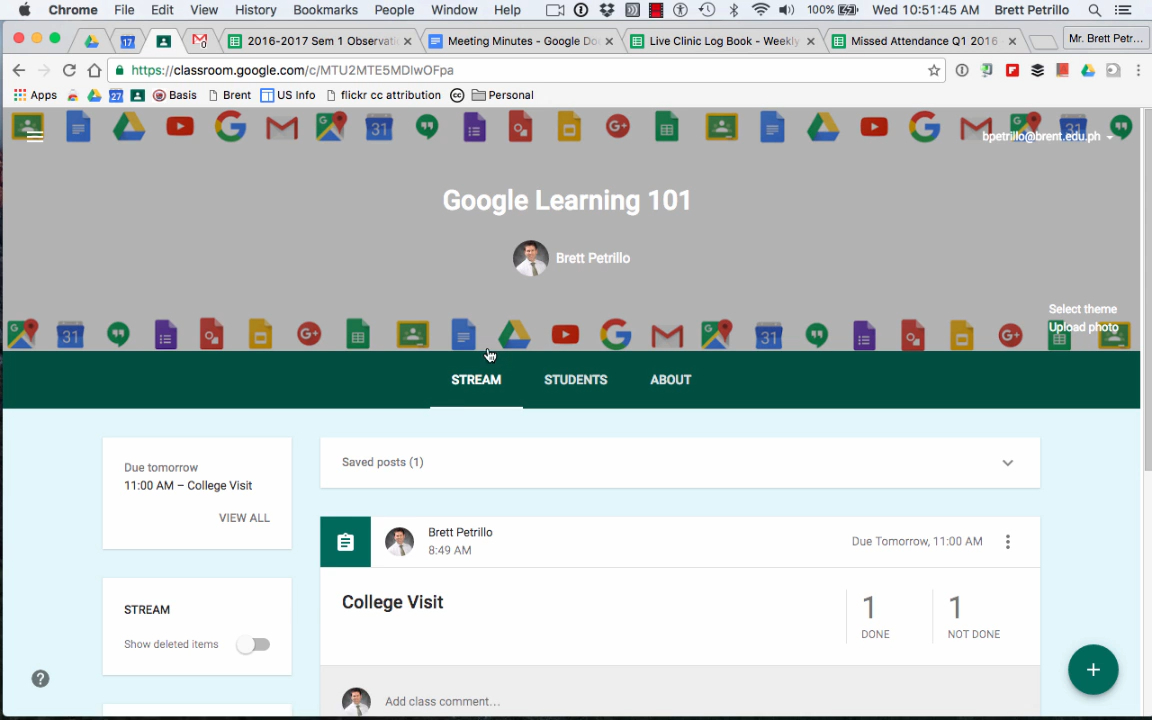 Chrome File Edit View History Bookmarks People Window Help 100% Wed 10:51:45 AM Brett Petrillo
2016-2017 Sem 1 Observati Meeting Minutes - Google Do Live Clinic Log Book - Weekly Missed Attendance Q1 2016 Mr. Brett Petr...
https://classroom.google.com/c/MTU2MTE5MDIwOFpa
Apps 27 Basis Brent US Info flickr cc attribution cc Personal
bpetrillo@brent.edu.ph
Google Learning 101
Brett Petrillo
Select theme
Upload photo
STREAM STUDENTS ABOUT
Due tomorrow
11:00 AM – College Visit
VIEW ALL
Saved posts (1)
Brett Petrillo
8:49 AM
Due Tomorrow, 11:00 AM
College Visit
1
DONE
1
NOT DONE
STREAM
Show deleted items
Add class comment...